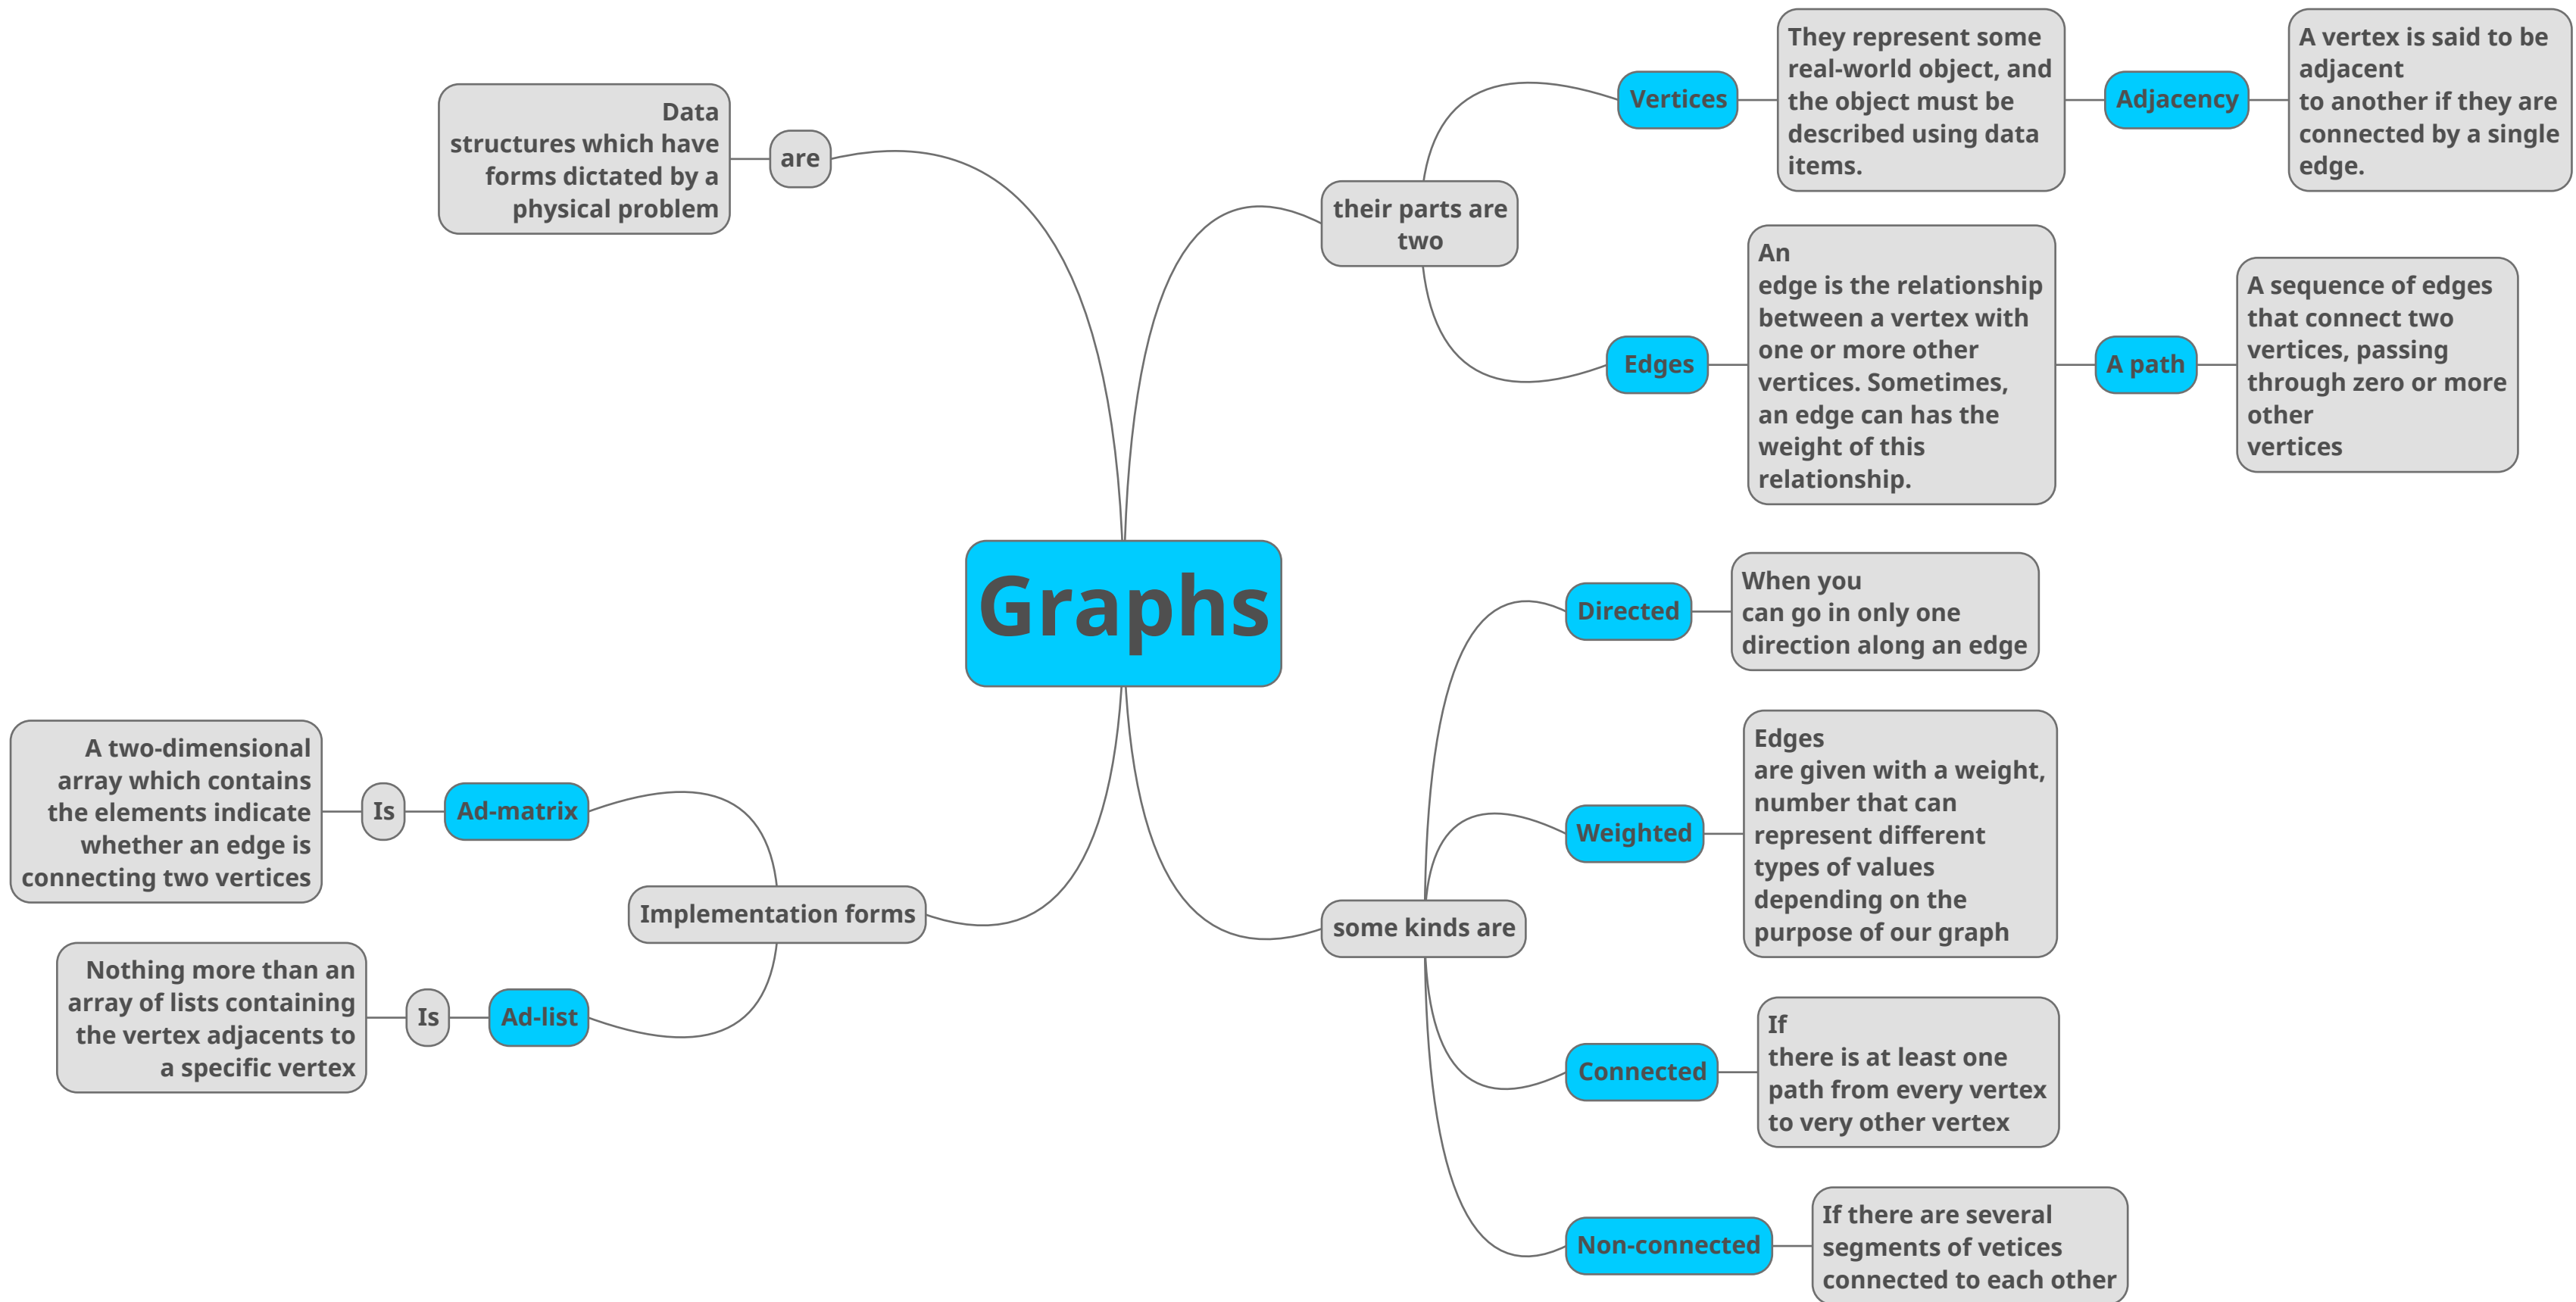 Graphs
are
Data
structures which have
forms dictated by a
physical problem
their parts are
two
Vertices
They represent some
real-world object, and
the object must be
described using data
items.
Adjacency
A vertex is said to be
adjacent
to another if they are
connected by a single
edge.
Edges
An
edge is the relationship
between a vertex with
one or more other
vertices. Sometimes,
an edge can has the
weight of this
relationship.
A path
A sequence of edges
that connect two
vertices, passing
through zero or more
other
vertices
some kinds are
Directed
When you
can go in only one
direction along an edge
Weighted
Edges
are given with a weight,
number that can
represent different
types of values
depending on the
purpose of our graph
Connected
If
there is at least one
path from every vertex
to very other vertex
Non-connected
If there are several
segments of vetices
connected to each other
Implementation forms
Ad-matrix
Is
A two-dimensional
array which contains
the elements indicate
whether an edge is
connecting two vertices
Ad-list
Is
Nothing more than an
array of lists containing
the vertex adjacents to
a specific vertex